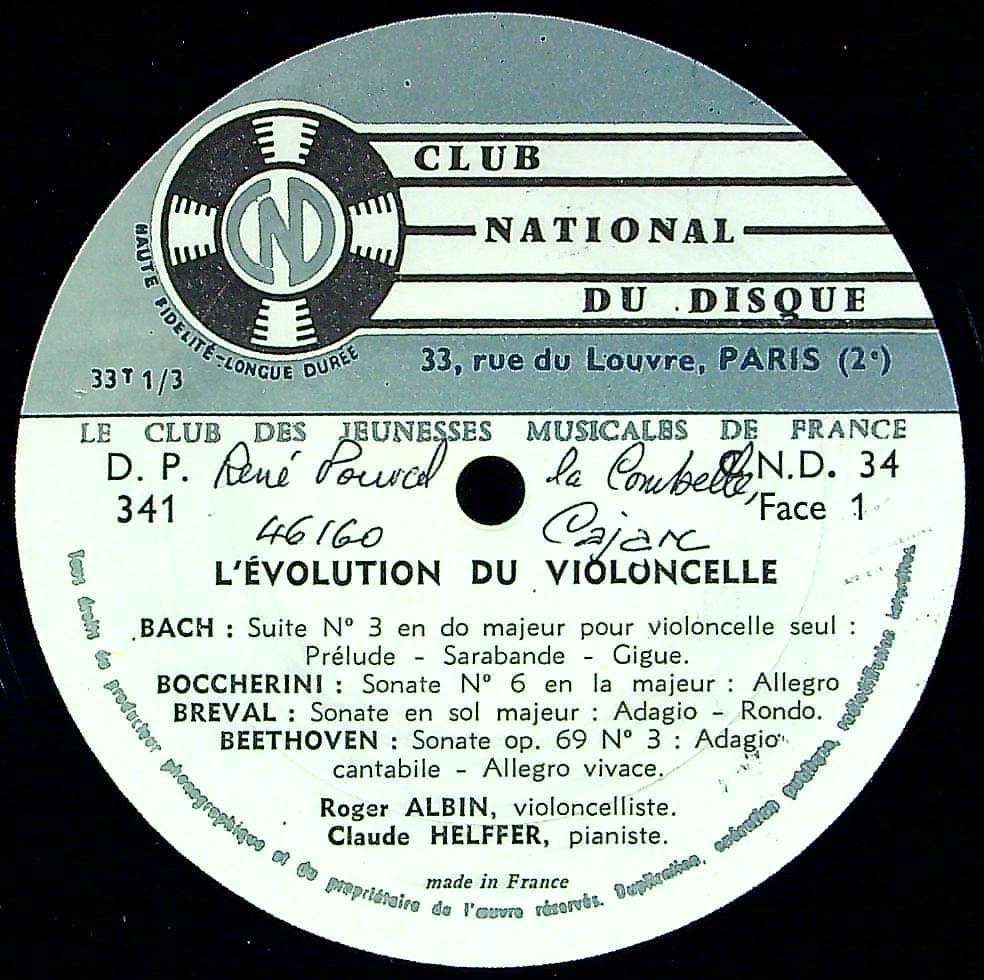 CLUB
NATIONAL
DU DISQUE
CND
HAUTE FIDELITÉ-LONGUE DURÉE
33, rue du Louvre, PARIS (2e)
33T 1/3
LE CLUB DES JEUNESSES MUSICALES DE FRANCE
D. P. René la Combelle, C.N.D. 34
341 Face 1
46160 Cajarc
L'ÉVOLUTION DU VIOLONCELLE
BACH : Suite No 3 en do majeur pour violoncelle seul :
Prélude - Sarabande - Gigue.
BOCCHERINI : Sonate No 6 en la majeur : Allegro
BREVAL : Sonate en sol majeur : Adagio - Rondo.
BEETHOVEN : Sonate op. 69 No 3 : Adagio
cantabile - Allegro vivace.
Roger ALBIN, violoncelliste.
Claude HELFFER, pianiste.
made in France
Tous droits du producteur phonographique et du propriétaire de l'œuvre réservés. Duplication, exécution publique, radiodiffusion interdites